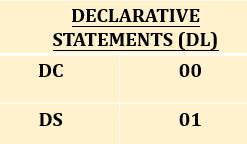 DECLARATIVE
STATEMENTS (DL)
DC 00
DS 01